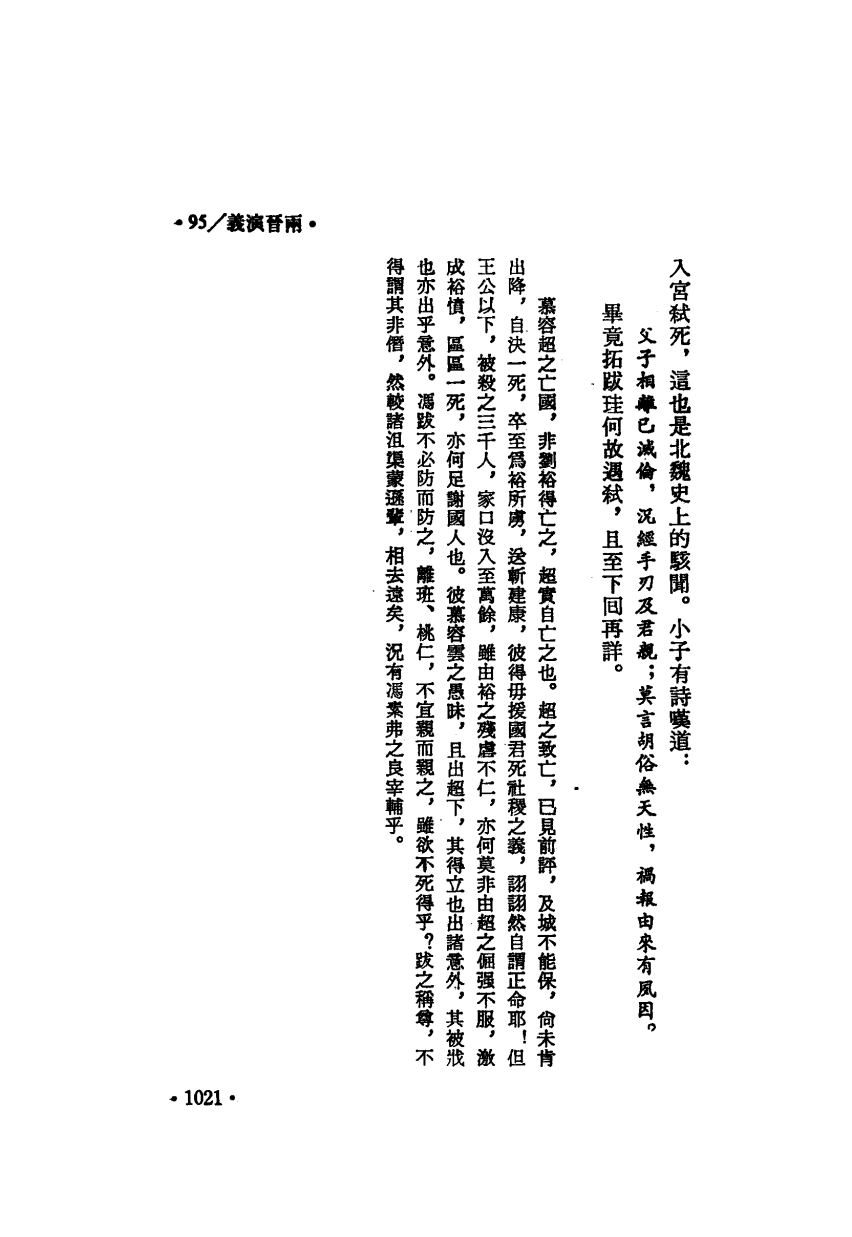 ·95/義演晉兩·
入宮弒死，這也是北魏史上的駭聞。小子有詩嘆道：
父子相離已滅倫，況經手刃及君親；莫言胡俗無天性，禍報由來有夙因。
畢竟拓跋珪何故遇弒，且至下回再詳。
慕容超之亡國，非劉裕得亡之，超實自亡之也。超之致亡，已見前評，及城不能保，尚未肯
出降，自決一死，卒至爲裕所虜，送斬建康，彼得毋援國君死社稷之義，詡詡然自謂正命耶！但
王公以下，被殺之三千人，家口沒入至萬餘，雖由裕之殘虐不仁，亦何莫非由超之倔强不服，激
成裕憤，區區一死，亦何足謝國人也。彼慕容雲之愚昧，且出超下，其得立也出諸意外，其被戕
也亦出乎意外。馮跋不必防而防之，離班、桃仁，不宜親而親之，雖欲不死得乎？跋之稱尊，不
得謂其非僭，然較諸沮渠蒙遜輩，相去遠矣，況有馮素弗之良宰輔乎。
·1021·